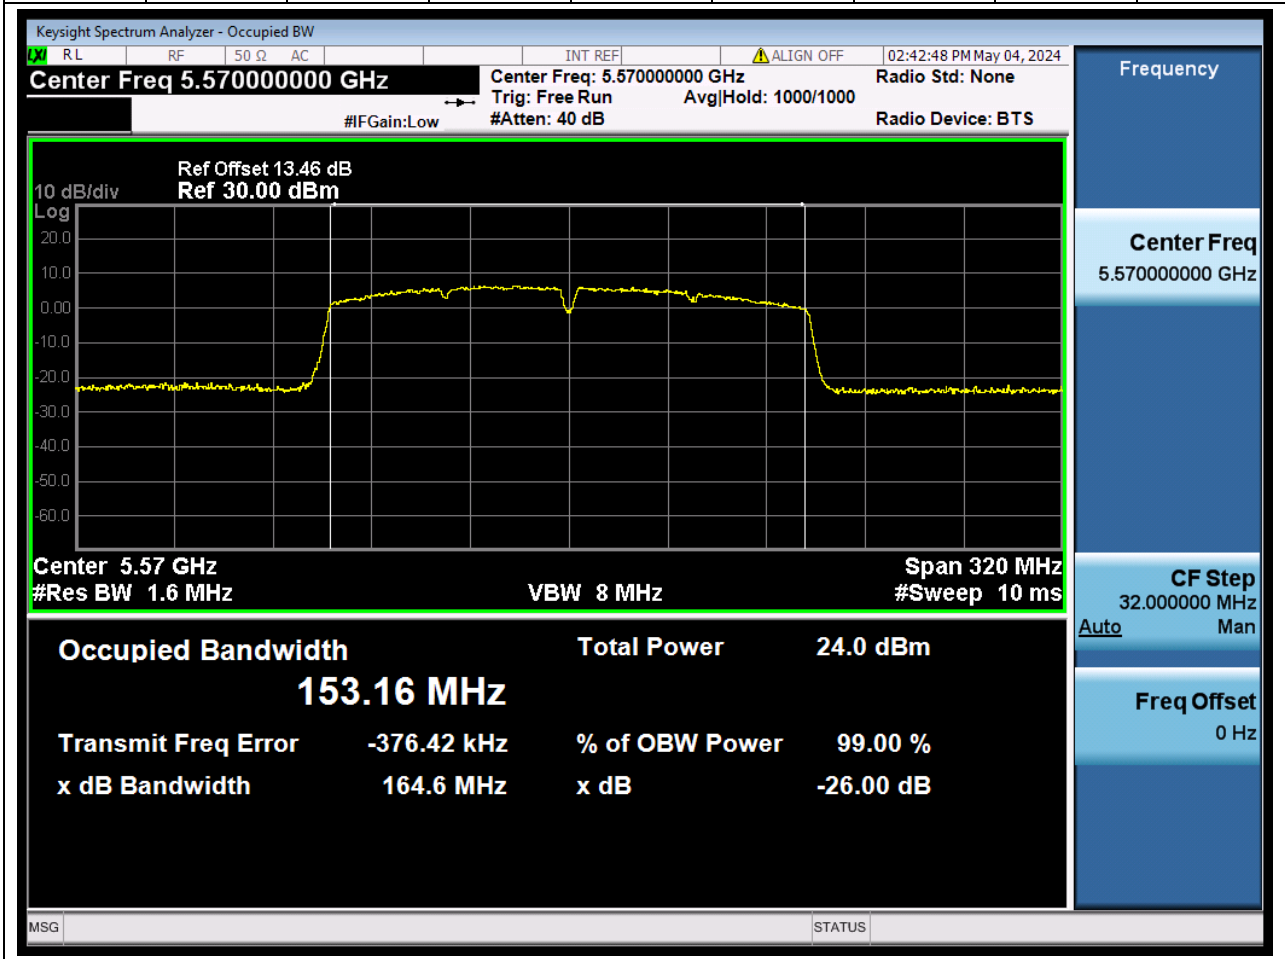 Keysight Spectrum Analyzer - Occupied BW
LXI RL RF 50 Ω AC INT REF ALIGN OFF 02:42:48 PM May 04, 2024
Center Freq 5.570000000 GHz Center Freq: 5.570000000 GHz Radio Std: None
Trig: Free Run Avg|Hold: 1000/1000
#IFGain:Low #Atten: 40 dB Radio Device: BTS
Ref Offset 13.46 dB
10 dB/div Ref 30.00 dBm
Log
20.0
10.0
0.00
-10.0
-20.0
-30.0
-40.0
-50.0
-60.0
Center 5.57 GHz Span 320 MHz
#Res BW 1.6 MHz VBW 8 MHz #Sweep 10 ms
Occupied Bandwidth Total Power 24.0 dBm
153.16 MHz
Transmit Freq Error -376.42 kHz % of OBW Power 99.00 %
x dB Bandwidth 164.6 MHz x dB -26.00 dB
MSG STATUS
Frequency
Center Freq
5.570000000 GHz
CF Step
32.000000 MHz
Auto Man
Freq Offset
0 Hz